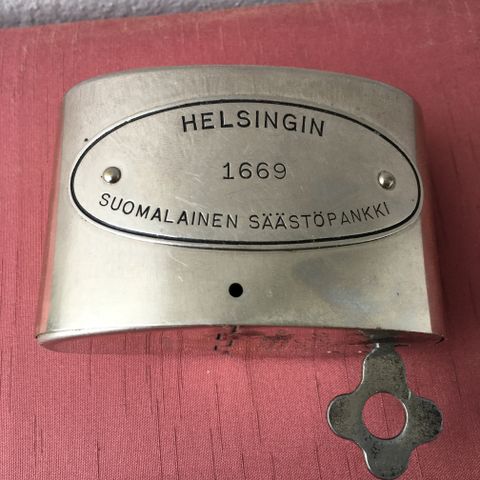 HELSINGIN
1669
SUOMALAINEN SÄÄSTÖPANKKI